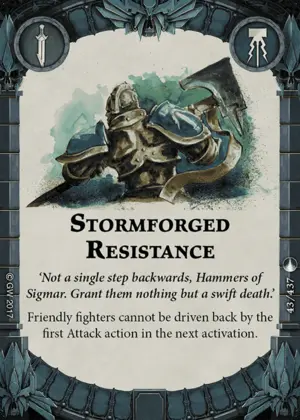 STORMFORGED
RESISTANCE
‘Not a single step backwards, Hammers of
Sigmar. Grant them nothing but a swift death.’
Friendly fighters cannot be driven back by the
first Attack action in the next activation.
© GW 2017
43/437